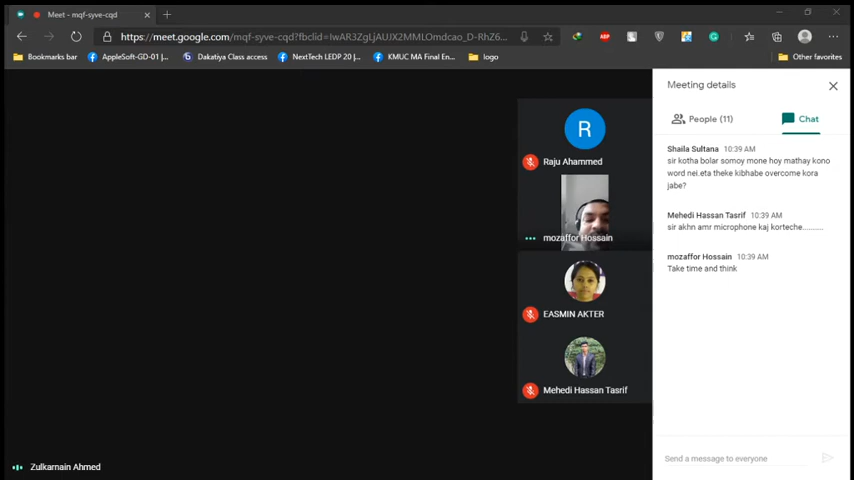 Meet - mqf-syve-cqd
https://meet.google.com/mqf-syve-cqd?fbclid=IwAR3ZgLjAUJX2MMLOmdcao_D-RhZ6...
Bookmarks bar
AppleSoft-GD-01 |...
Dakatiya Class access
NextTech LEDP 20 |...
KMUC MA Final En...
logo
Other favorites
R
Raju Ahammed
mozaffor Hossain
EASMIN AKTER
Mehedi Hassan Tasrif
Zulkarnain Ahmed
Meeting details
People (11)
Chat
Shaila Sultana 10:39 AM
sir kotha bolar somoy mone hoy mathay kono
word nei.eta theke kibhabe overcome kora
jabe?
Mehedi Hassan Tasrif 10:39 AM
sir akhn amr microphone kaj korteche..........
mozaffor Hossain 10:39 AM
Take time and think
Send a message to everyone